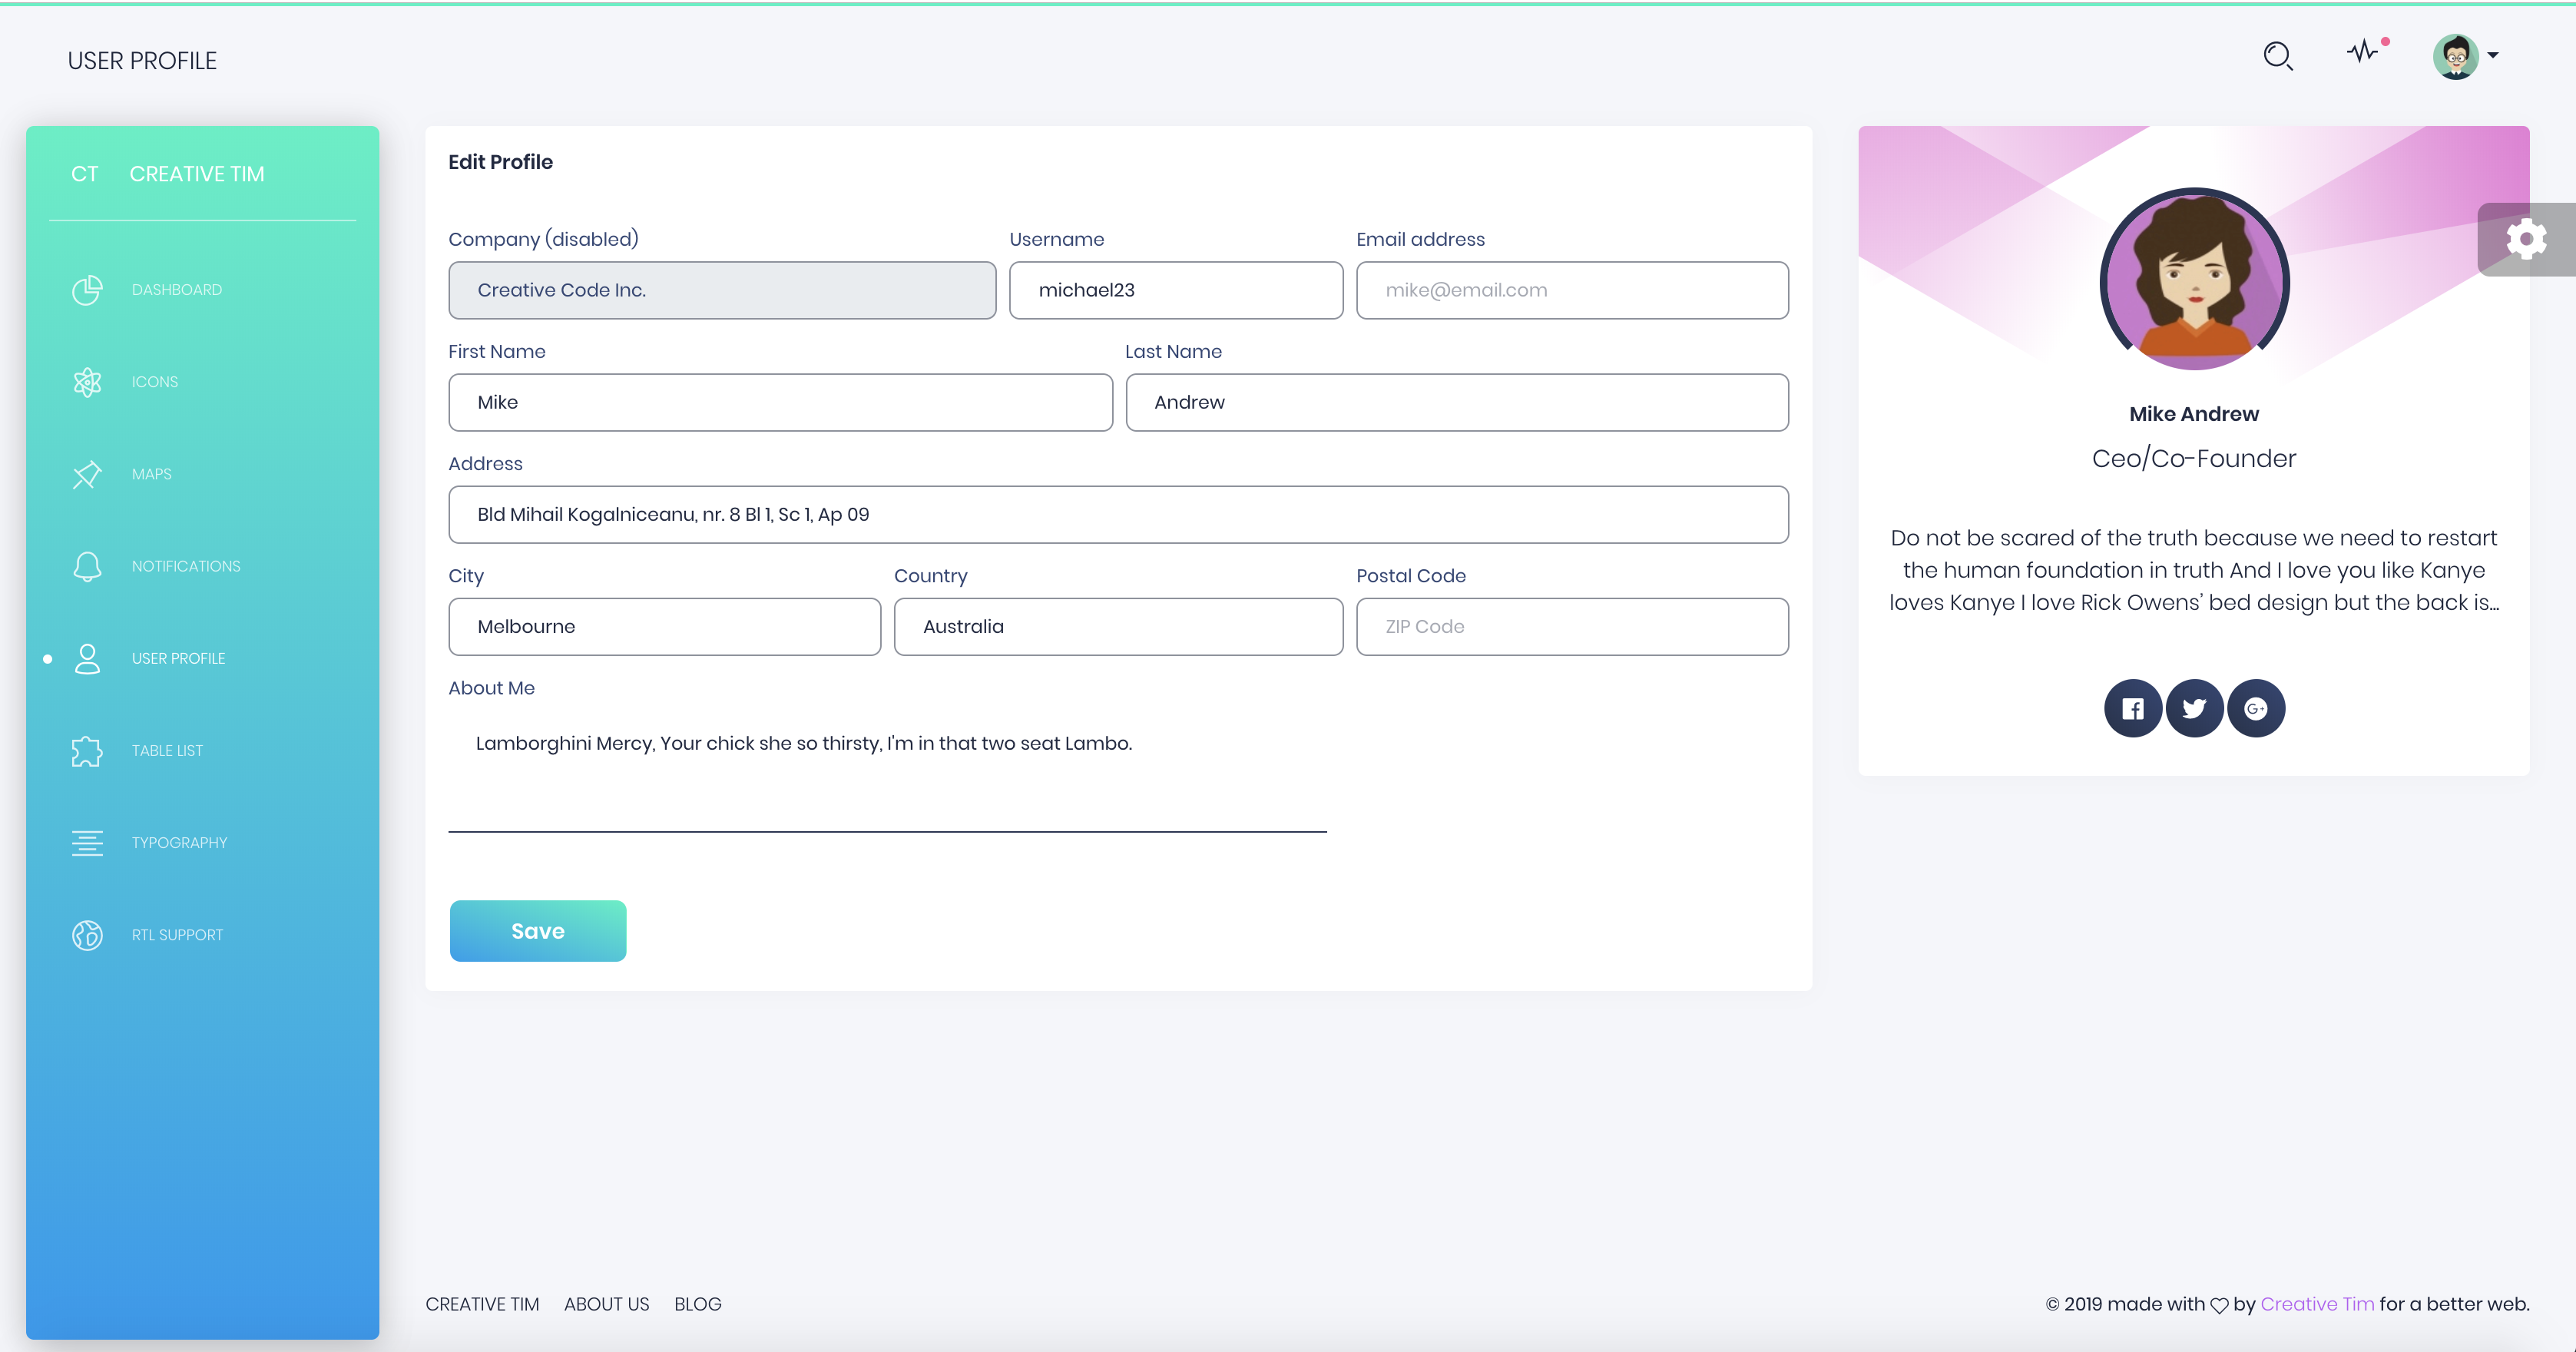 USER PROFILE
CT CREATIVE TIM
DASHBOARD
ICONS
MAPS
NOTIFICATIONS
USER PROFILE
TABLE LIST
TYPOGRAPHY
RTL SUPPORT
Edit Profile
Company (disabled) Username Email address
Creative Code Inc. michael23 mike@email.com
First Name Last Name
Mike Andrew
Address
Bld Mihail Kogalniceanu, nr. 8 Bl 1, Sc 1, Ap 09
City Country Postal Code
Melbourne Australia ZIP Code
About Me
Lamborghini Mercy, Your chick she so thirsty, I'm in that two seat Lambo.
Save
Mike Andrew
Ceo/Co-Founder
Do not be scared of the truth because we need to restart
the human foundation in truth And I love you like Kanye
loves Kanye I love Rick Owens’ bed design but the back is...
CREATIVE TIM ABOUT US BLOG
© 2019 made with by Creative Tim for a better web.